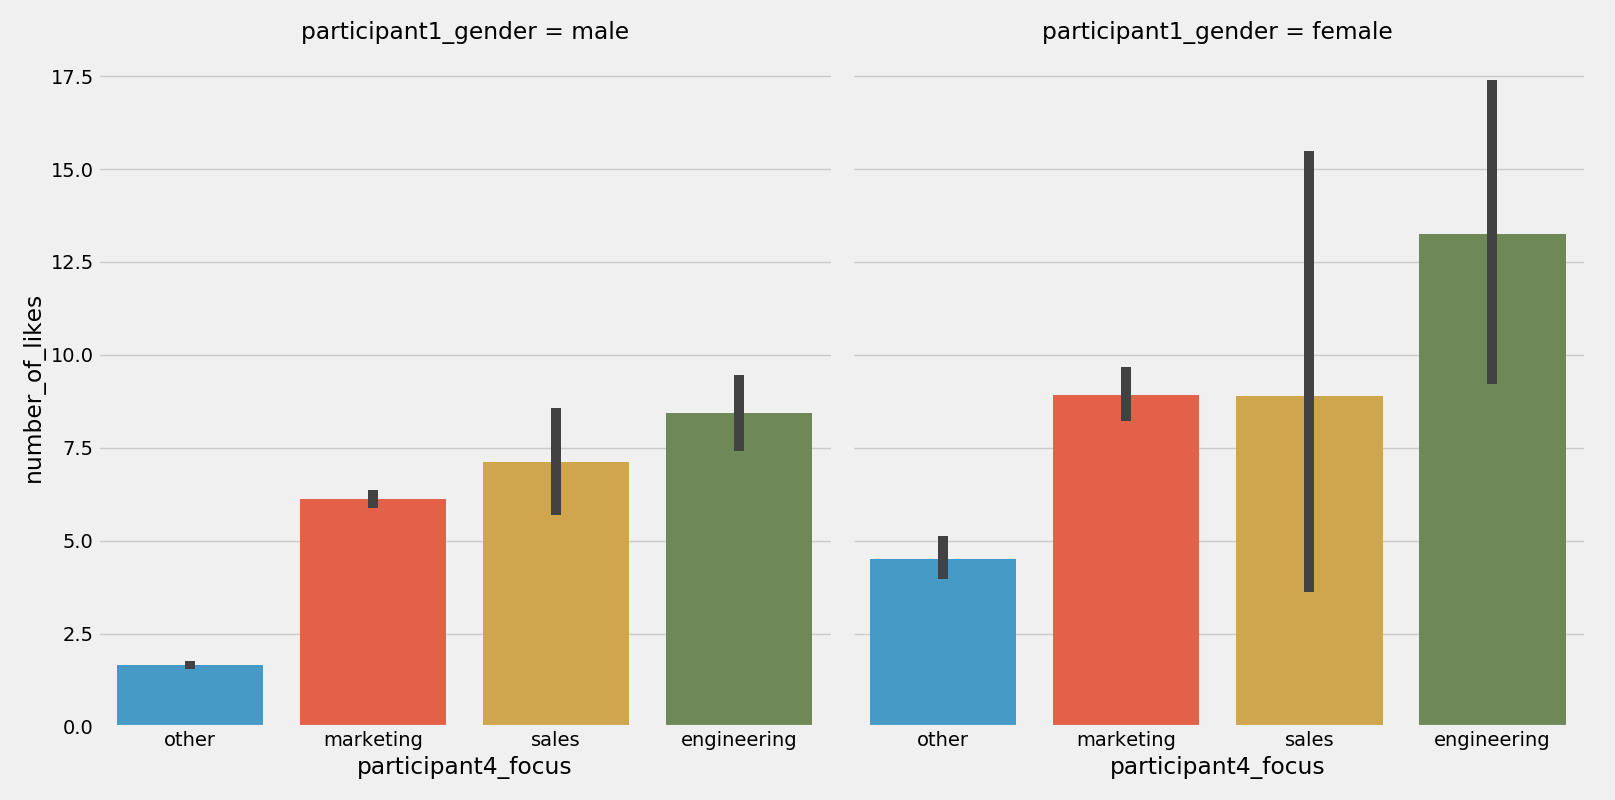 participant1_gender = male
participant1_gender = female
number_of_likes
17.5
15.0
12.5
10.0
7.5
5.0
2.5
0.0
other marketing sales engineering
participant4_focus
other marketing sales engineering
participant4_focus